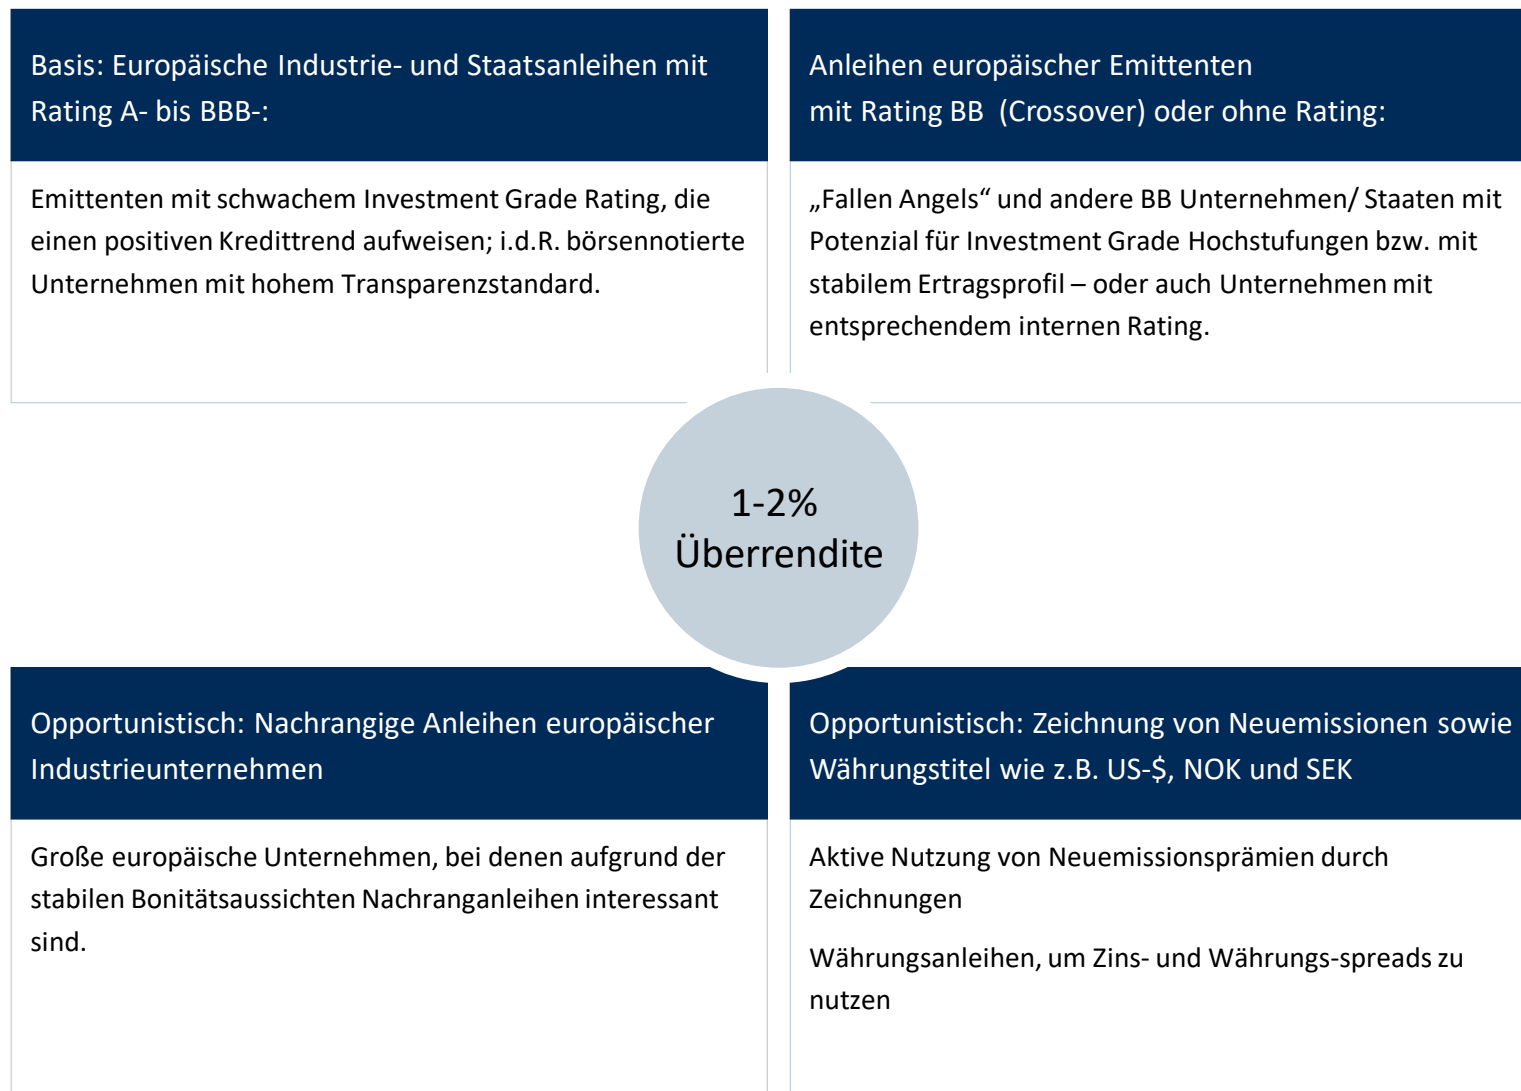 Basis: Europäische Industrie- und Staatsanleihen mit
Rating A- bis BBB-:
Emittenten mit schwachem Investment Grade Rating, die
einen positiven Kredittrend aufweisen; i.d.R. börsennotierte
Unternehmen mit hohem Transparenzstandard.
Anleihen europäischer Emittenten
mit Rating BB (Crossover) oder ohne Rating:
„Fallen Angels“ und andere BB Unternehmen/ Staaten mit
Potenzial für Investment Grade Hochstufungen bzw. mit
stabilem Ertragsprofil – oder auch Unternehmen mit
entsprechendem internen Rating.
1-2%
Überrendite
Opportunistisch: Nachrangige Anleihen europäischer
Industrieunternehmen
Große europäische Unternehmen, bei denen aufgrund der
stabilen Bonitätsaussichten Nachranganleihen interessant
sind.
Opportunistisch: Zeichnung von Neuemissionen sowie
Währungstitel wie z.B. US-$, NOK und SEK
Aktive Nutzung von Neuemissionsprämien durch
Zeichnungen
Währungsanleihen, um Zins- und Währungs-spreads zu
nutzen